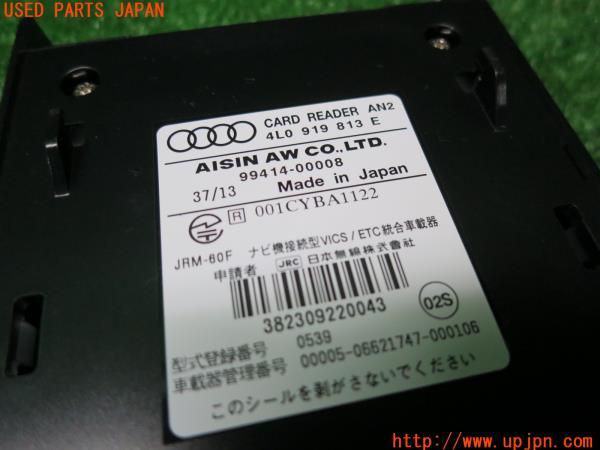 USED PARTS JAPAN
CARD READER AN2
4L0 919 813 E
AISIN AW CO.,LTD.
99414-00008
37/13 Made in Japan
R 001CYBA1122
JRM-60F ナビ機接続型VICS/ETC統合車載器
申請者 JRC 日本無線株式会社
382309220043
02S
型式登録番号 0539
車載器管理番号 00005-06621747-000106
このシールを剥がさないでください
http://www.upjpn.com/